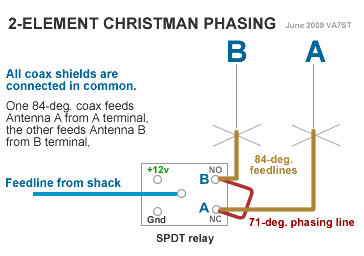 2-ELEMENT CHRISTMAN PHASING June 2009 VA7ST
B A
All coax shields are
connected in common.
One 84-deg. coax feeds
Antenna A from A terminal,
the other feeds Antenna B
from B terminal,
84-deg.
feedlines
+12v NO
B
Feedline from shack
A
Gnd NC
71-deg. phasing line
SPDT relay